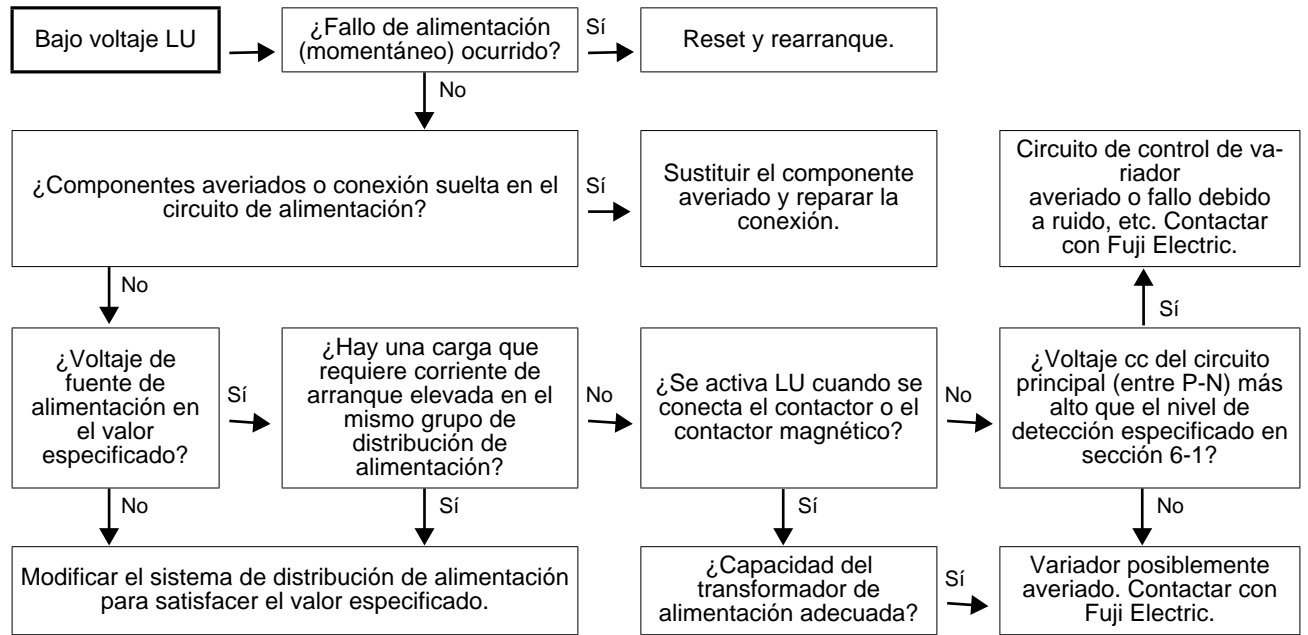 Bajo voltaje LU
¿Fallo de alimentación
(momentáneo) ocurrido?
Sí
Reset y rearranque.
No
¿Componentes averiados o conexión suelta en el
circuito de alimentación?
Sí
Sustituir el componente
averiado y reparar la
conexión.
Circuito de control de va-
riador
averiado o fallo debido
a ruido, etc. Contactar
con Fuji Electric.
No
Sí
¿Voltaje de
fuente de
alimentación en
el valor
especificado?
Sí
¿Hay una carga que
requiere corriente de
arranque elevada en el
mismo grupo de
distribución de
alimentación?
No
¿Se activa LU cuando se
conecta el contactor o el
contactor magnético?
No
¿Voltaje cc del circuito
principal (entre P-N) más
alto que el nivel de
detección especificado en
sección 6-1?
No
Sí
Sí
No
Modificar el sistema de distribución de alimentación
para satisfacer el valor especificado.
¿Capacidad del
transformador de
alimentación adecuada?
Sí
Variador posiblemente
averiado. Contactar con
Fuji Electric.